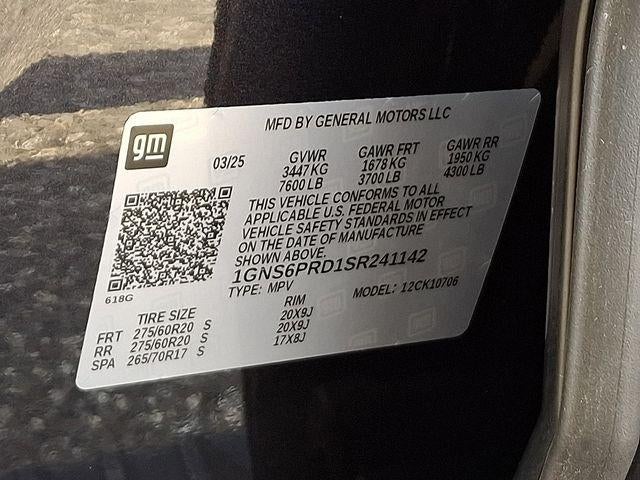 MFD BY GENERAL MOTORS LLC
gm
03/25
GVWR GAWR FRT GAWR RR
3447 KG 1678 KG 1950 KG
7600 LB 3700 LB 4300 LB
THIS VEHICLE CONFORMS TO ALL
APPLICABLE U.S. FEDERAL MOTOR
VEHICLE SAFETY STANDARDS IN EFFECT
ON THE DATE OF MANUFACTURE
SHOWN ABOVE.
1GNS6PRD1SR241142
618G
TYPE: MPV MODEL: 12CK10706
TIRE SIZE RIM
FRT 275/60R20 S 20X9J
RR 275/60R20 S 20X9J
SPA 265/70R17 S 17X8J